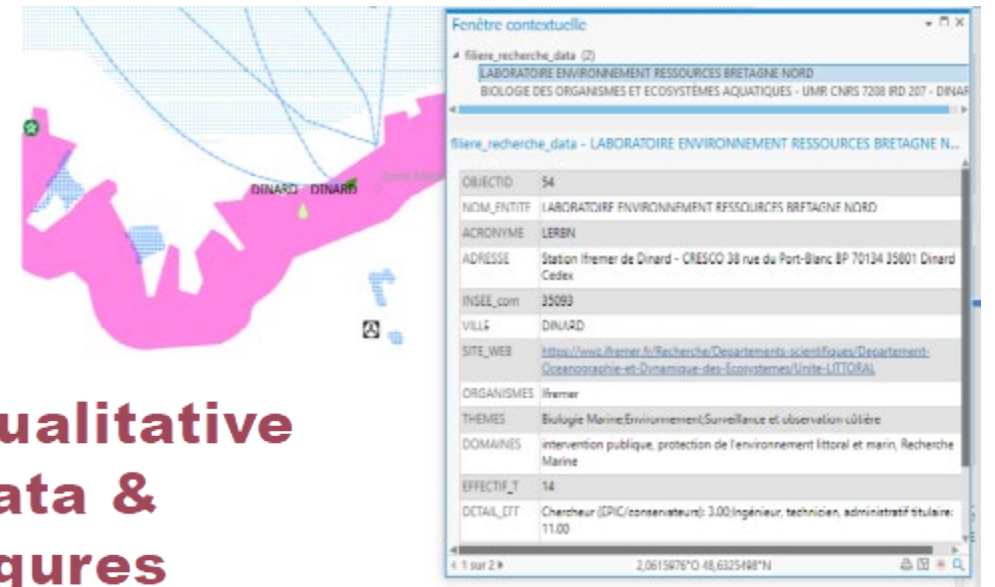 Fenêtre contextuelle
filiere_recherche_data (2)
LABORATOIRE ENVIRONNEMENT RESSOURCES BRETAGNE NORD
BIOLOGIE DES ORGANISMES ET ECOSYSTÈMES AQUATIQUES - UMR CNRS 7208 IRD 207 - DINAR
filiere_recherche_data - LABORATOIRE ENVIRONNEMENT RESSOURCES BRETAGNE N...
OBJECTID 54
NOM_ENTITE LABORATOIRE ENVIRONNEMENT RESSOURCES BRETAGNE NORD
ACRONYME LERBN
ADRESSE Station Ifremer de Dinard - CRESCO 38 rue du Port-Blanc BP 70134 35801 Dinard
Cedex
INSEE_com 35093
VILLE DINARD
SITE_WEB https://wwz.ifremer.fr/Recherche/Departements-scientifiques/Departement-
Oceanographie-et-Dynamique-des-Ecosystemes/Unite-LITTORAL
ORGANISMES Ifremer
THEMES Biologie Marine;Environnement;Surveillance et observation côtière
DOMAINES intervention publique, protection de l'environnement littoral et marin, Recherche
Marine
EFFECTIF_T 14
DETAIL_EFF Chercheur (EPIC/conservateurs): 3.00;Ingénieur, technicien, administratif titulaire:
11.00
1 sur 2
2,0615976°O 48,6325498°N
DINARD DINARD
ualitative
ata &
gures